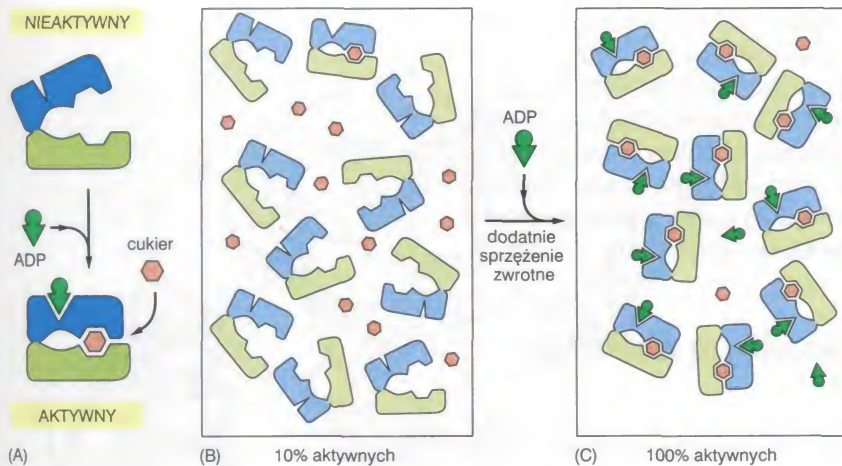 NIEAKTYWNY
ADP
cukier
AKTYWNY
(A)
(B) 10% aktywnych
ADP
dodatnie
sprzężenie
zwrotne
(C) 100% aktywnych